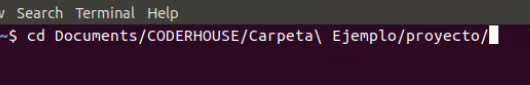 Search Terminal Help
~$ cd Documents/CODERHOUSE/Carpeta\ Ejemplo/proyecto/